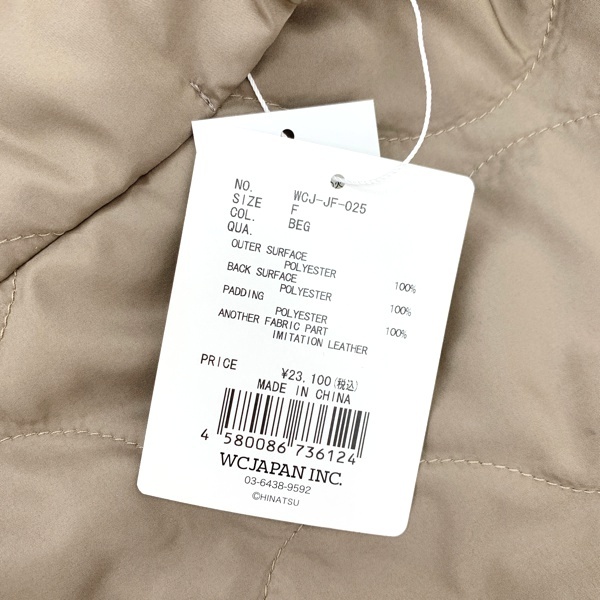 NO. WCJ-JF-025
SIZE F
COL. BEG
QUA.
OUTER SURFACE
POLYESTER 100%
BACK SURFACE
POLYESTER 100%
PADDING
POLYESTER 100%
ANOTHER FABRIC PART
IMITATION LEATHER
PRICE ¥23,100(税込)
MADE IN CHINA
4 580086 736124
WCJAPAN INC.
03-6438-9592
©HINATSU